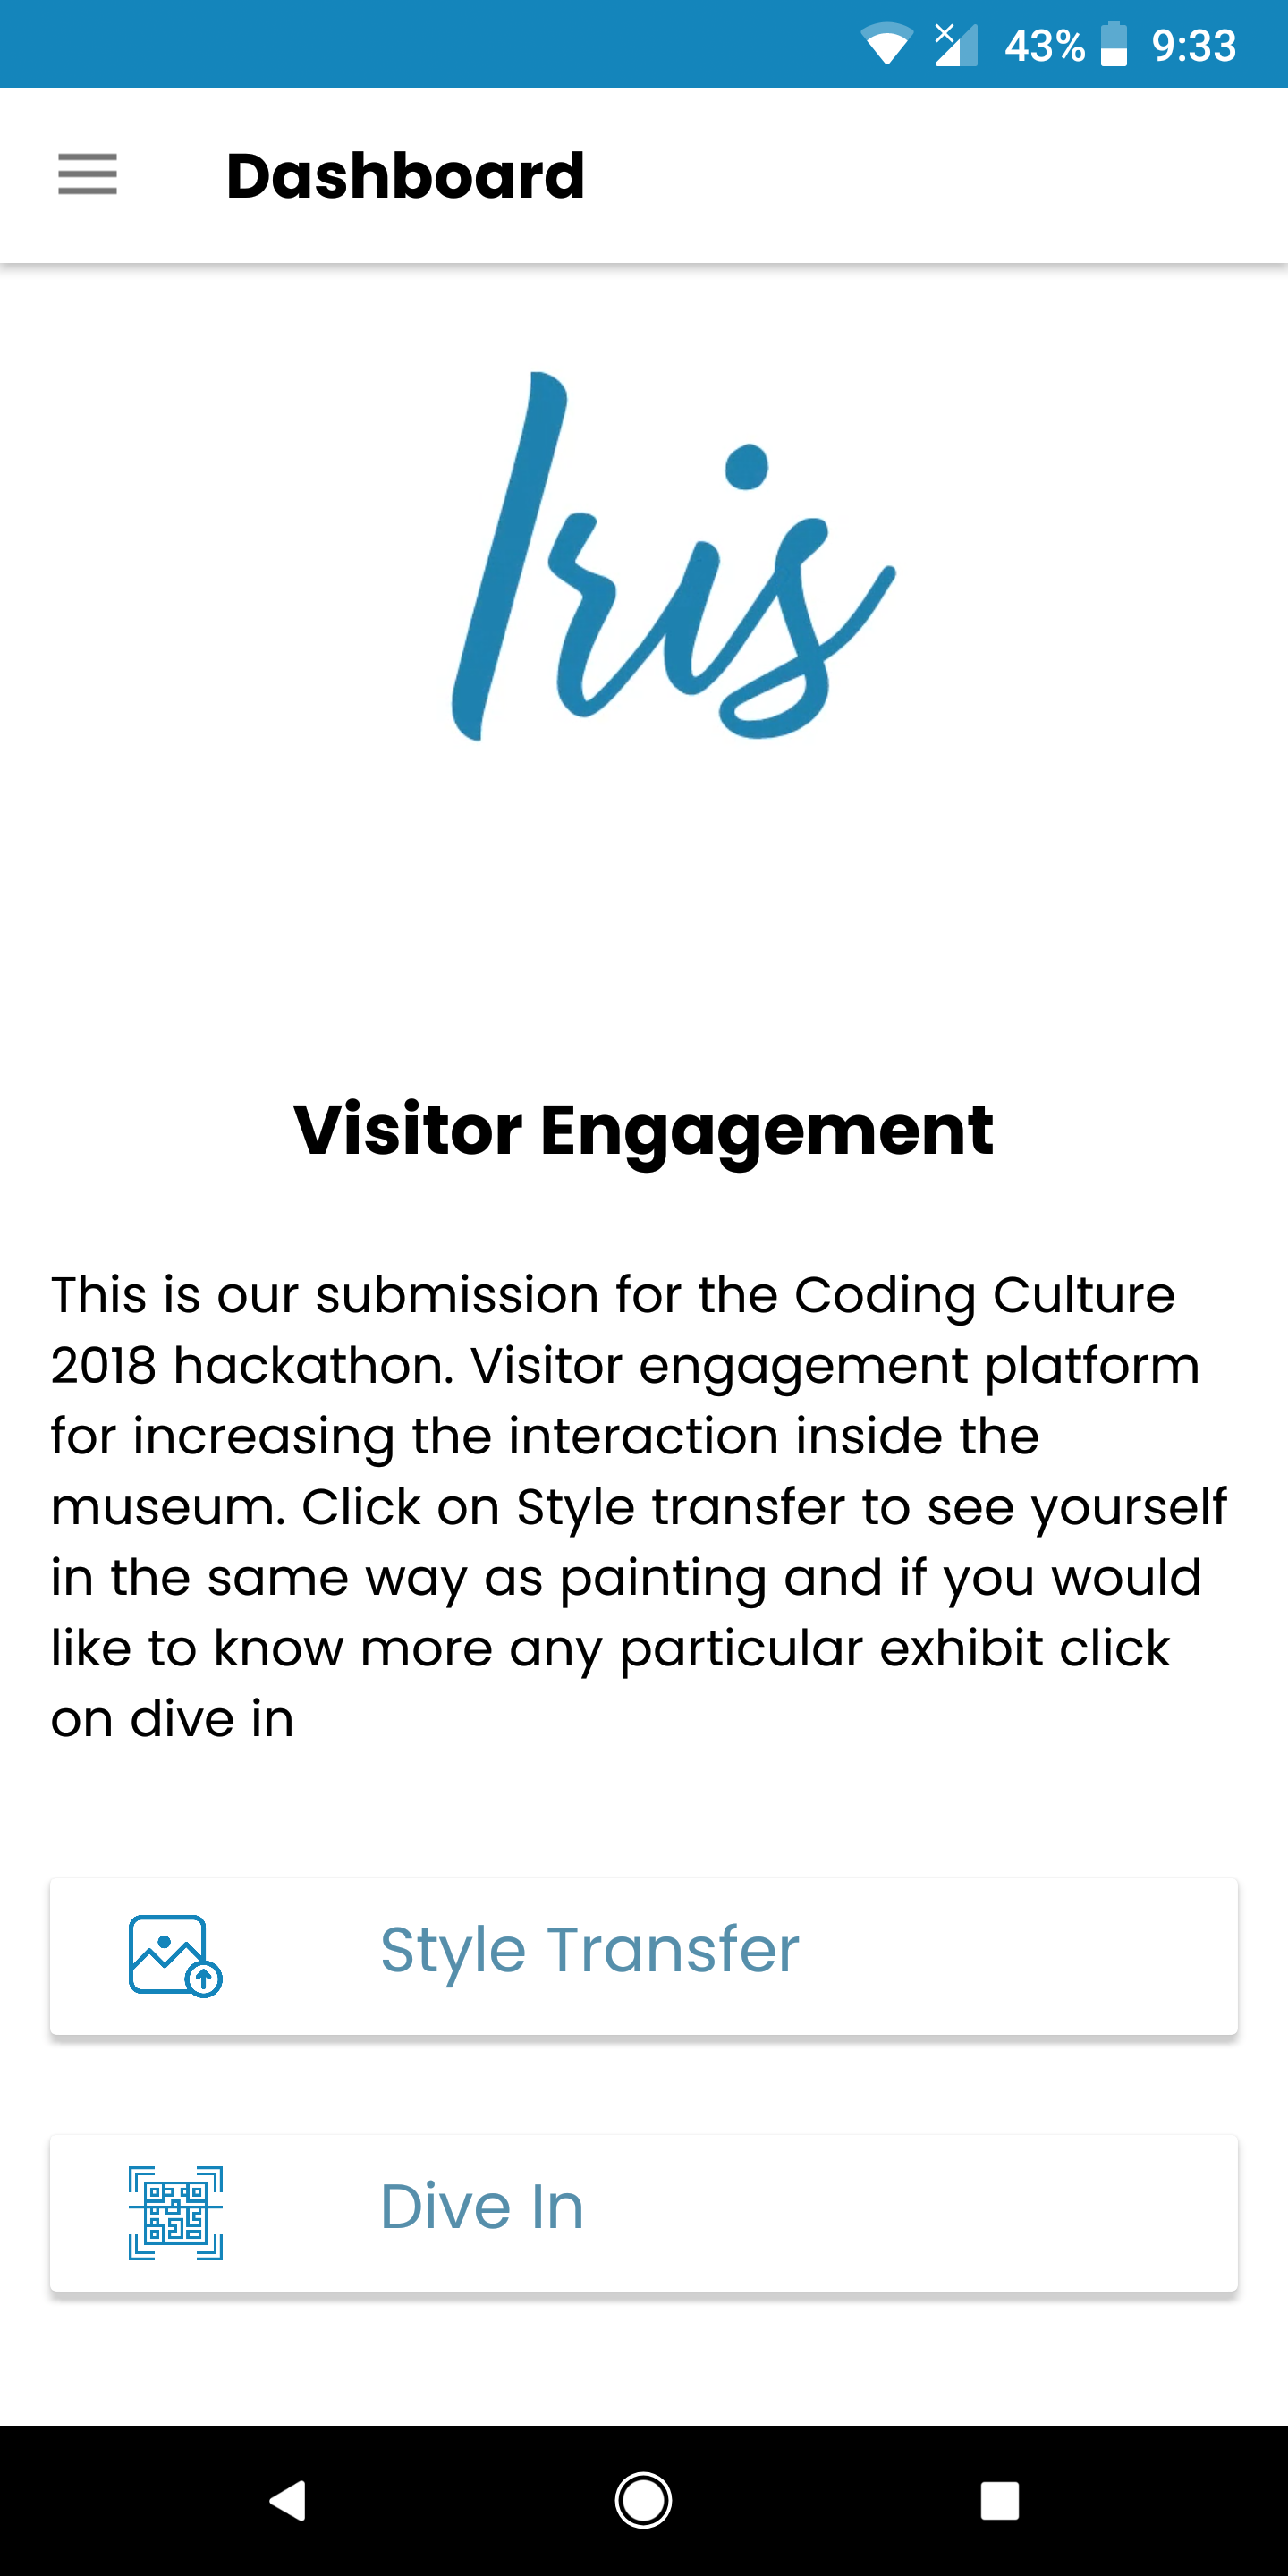 43% 9:33
Dashboard
Iris
Visitor Engagement
This is our submission for the Coding Culture
2018 hackathon. Visitor engagement platform
for increasing the interaction inside the
museum. Click on Style transfer to see yourself
in the same way as painting and if you would
like to know more any particular exhibit click
on dive in
Style Transfer
Dive In